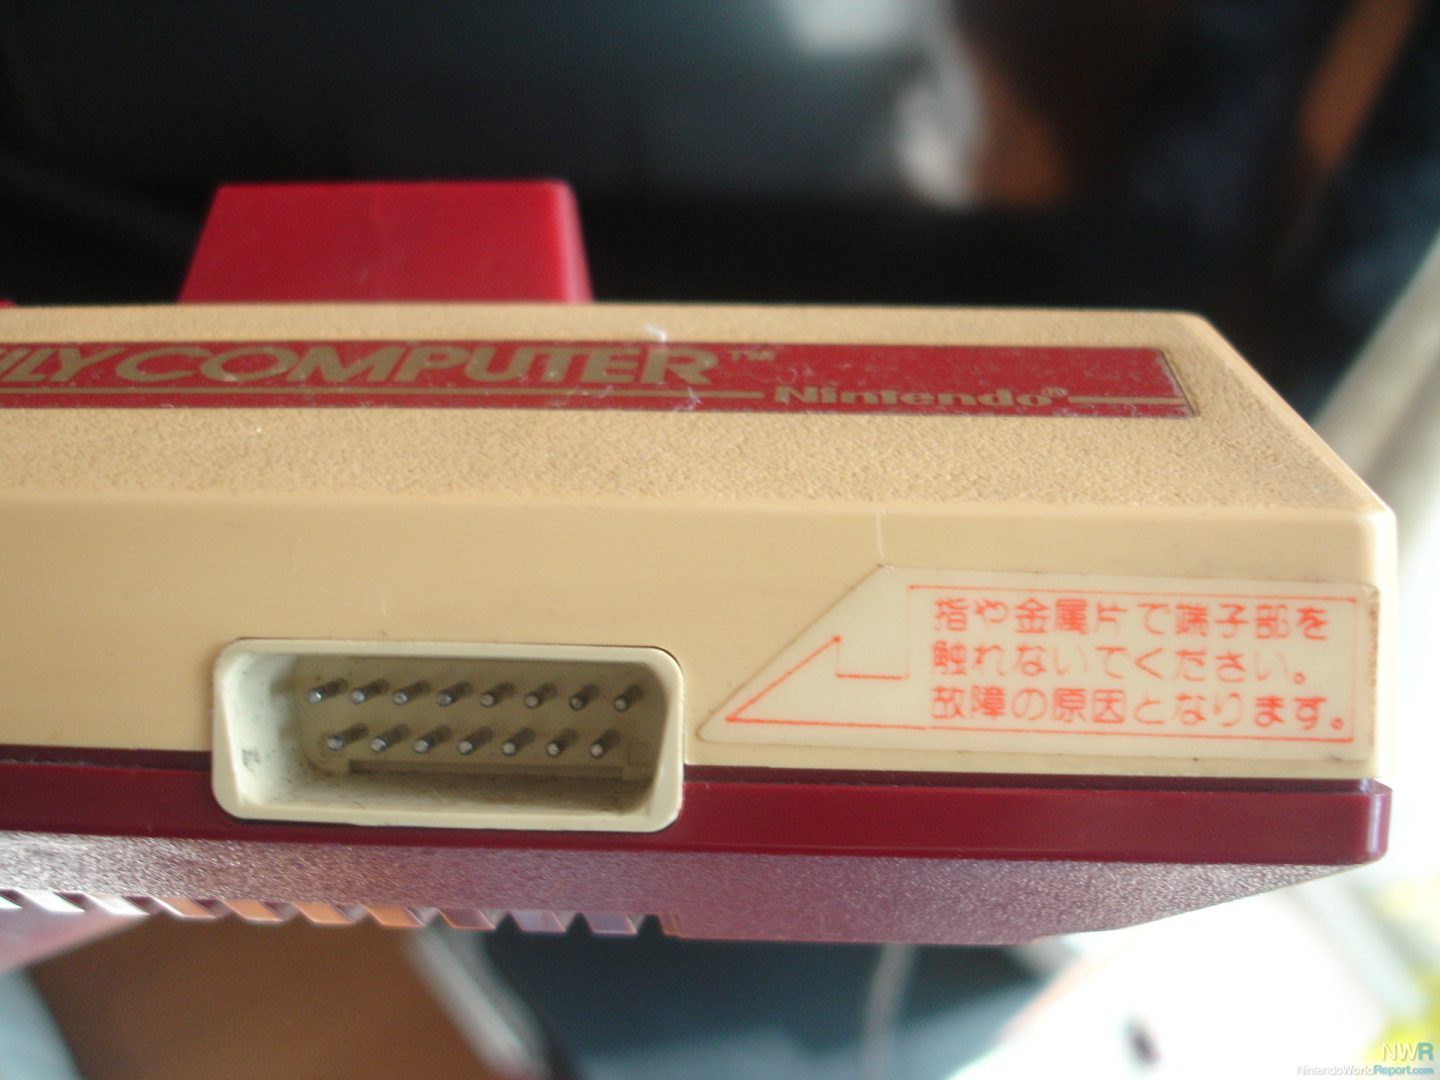 ILY COMPUTER™
Nintendo®
指や金属片で端子部を
触れないでください。
故障の原因となります。
NWR
NintendoWorldReport.com